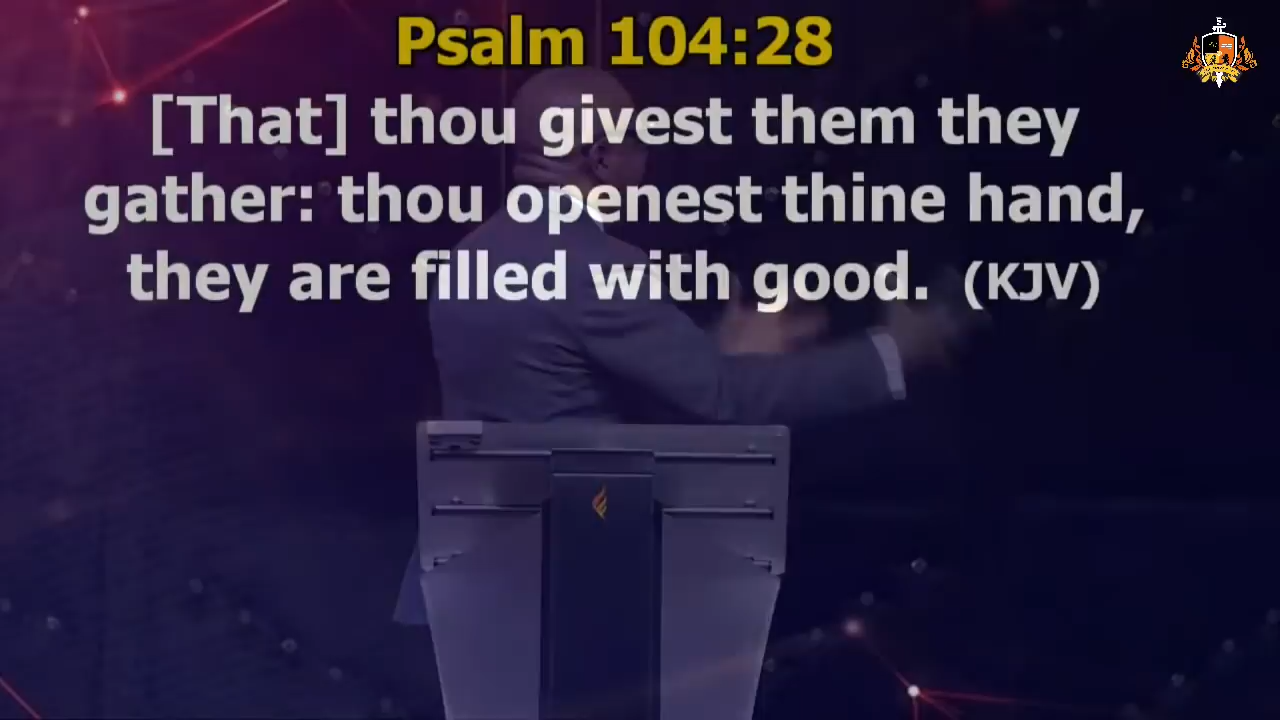 Psalm 104:28
[That] thou givest them they
gather: thou openest thine hand,
they are filled with good. (KJV)